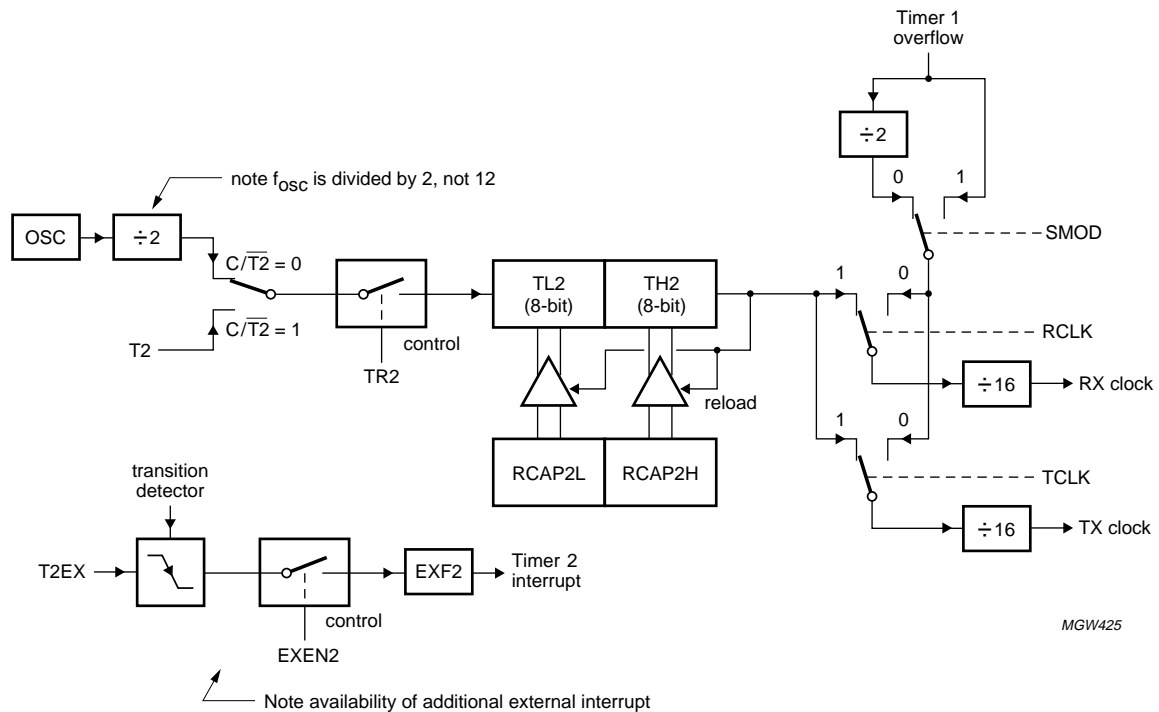 Timer 1
overflow
÷2
0
1
note fosc is divided by 2, not 12
OSC
÷2
SMOD
C/T2 = 0
TL2
(8-bit)
TH2
(8-bit)
1
0
C/T2 = 1
T2
control
RCLK
TR2
reload
÷16
RX clock
1
0
RCAP2L
RCAP2H
transition
detector
TCLK
÷16
TX clock
T2EX
EXF2
Timer 2
interrupt
control
MGW425
EXEN2
Note availability of additional external interrupt